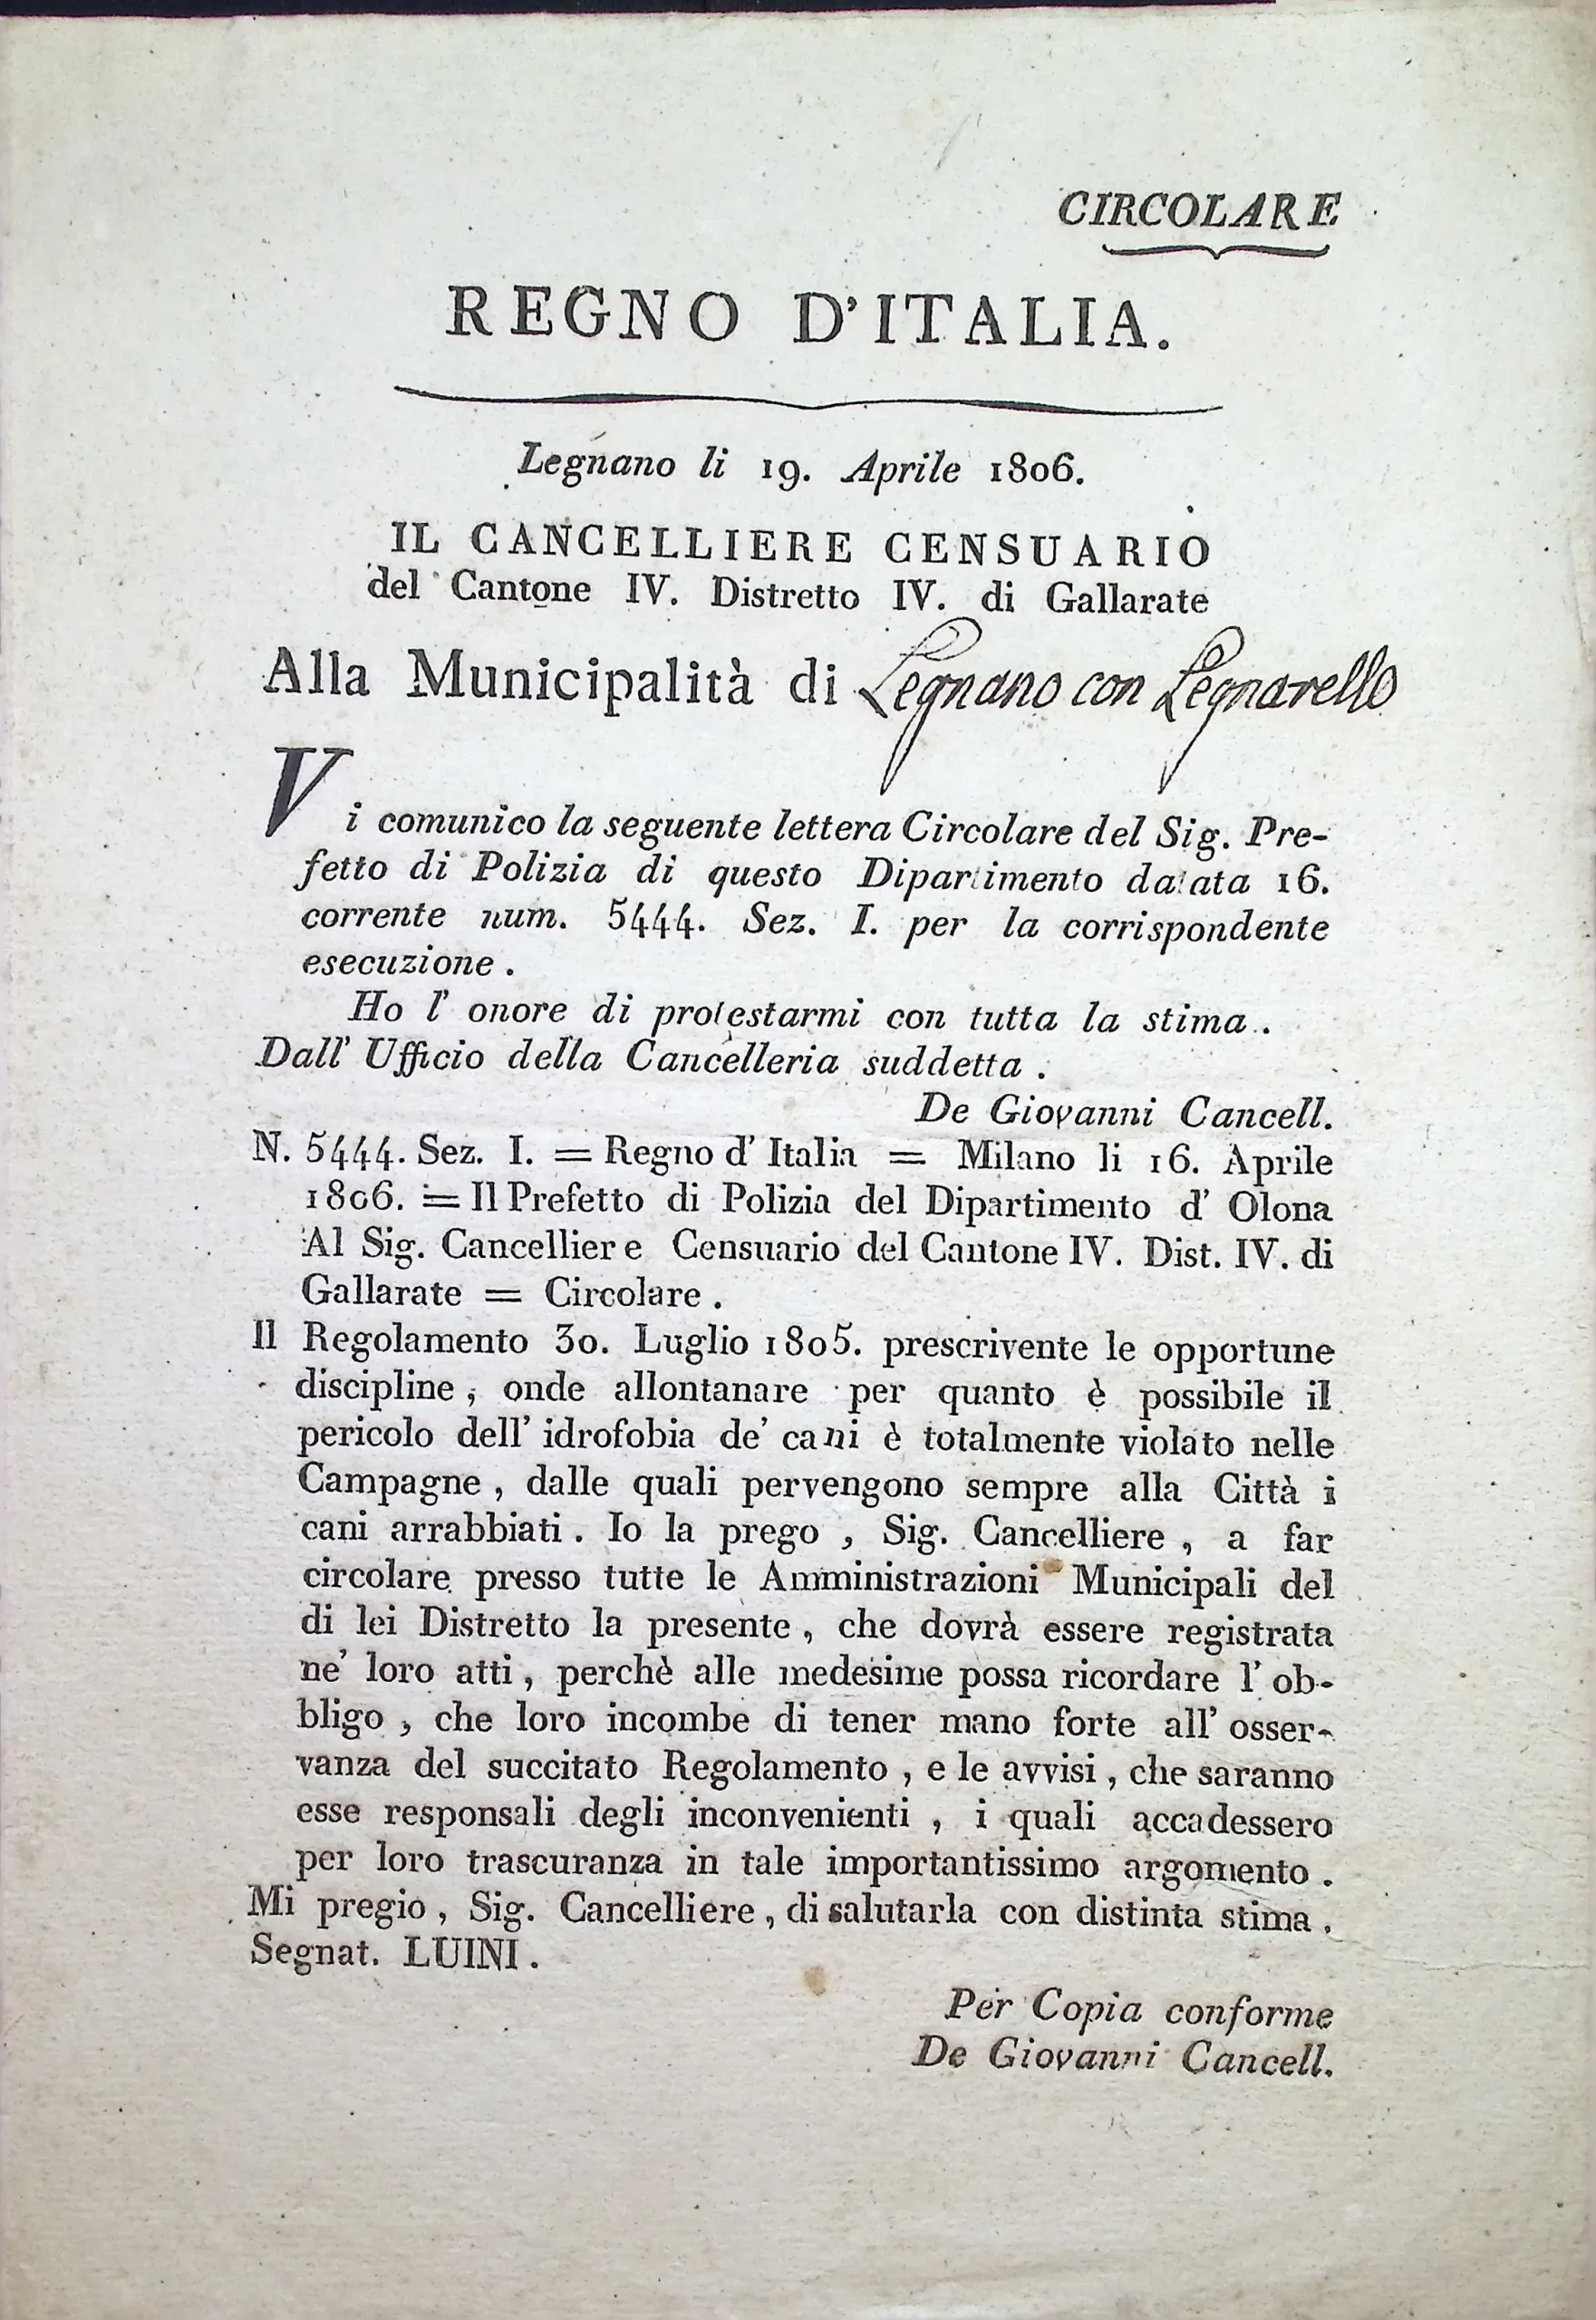 CIRCOLARE
REGNO D'ITALIA.
Legnano li 19. Aprile 1806.
IL CANCELLIERE CENSUARIO
del Cantone IV. Distretto IV. di Gallarate
Alla Municipalità di Legnano con Legnarello
Vi comunico la seguente lettera Circolare del Sig. Pre-
fetto di Polizia di questo Dipartimento datata 16.
corrente num. 5444. Sez. I. per la corrispondente
esecuzione.
Ho l' onore di protestarmi con tutta la stima.
Dall' Ufficio della Cancelleria suddetta.
De Giovanni Cancell.
N. 5444. Sez. I. = Regno d' Italia = Milano li 16. Aprile
1806. = Il Prefetto di Polizia del Dipartimento d' Olona
Al Sig. Cancelliere Censuario del Cantone IV. Dist. IV. di
Gallarate = Circolare.
Il Regolamento 30. Luglio 1805. prescrivente le opportune
discipline, onde allontanare per quanto è possibile il
pericolo dell' idrofobia de' cani è totalmente violato nelle
Campagne, dalle quali pervengono sempre alla Città i
cani arrabbiati. Io la prego, Sig. Cancelliere, a far
circolare presso tutte le Amministrazioni Municipali del
di lei Distretto la presente, che dovrà essere registrata
ne' loro atti, perchè alle medesime possa ricordare l' ob-
bligo, che loro incombe di tener mano forte all' osser-
vanza del succitato Regolamento, e le avvisi, che saranno
esse responsali degli inconvenienti, i quali accadessero
per loro trascuranza in tale importantissimo argomento.
Mi pregio, Sig. Cancelliere, di salutarla con distinta stima.
Segnat. LUINI.
Per Copia conforme
De Giovanni Cancell.